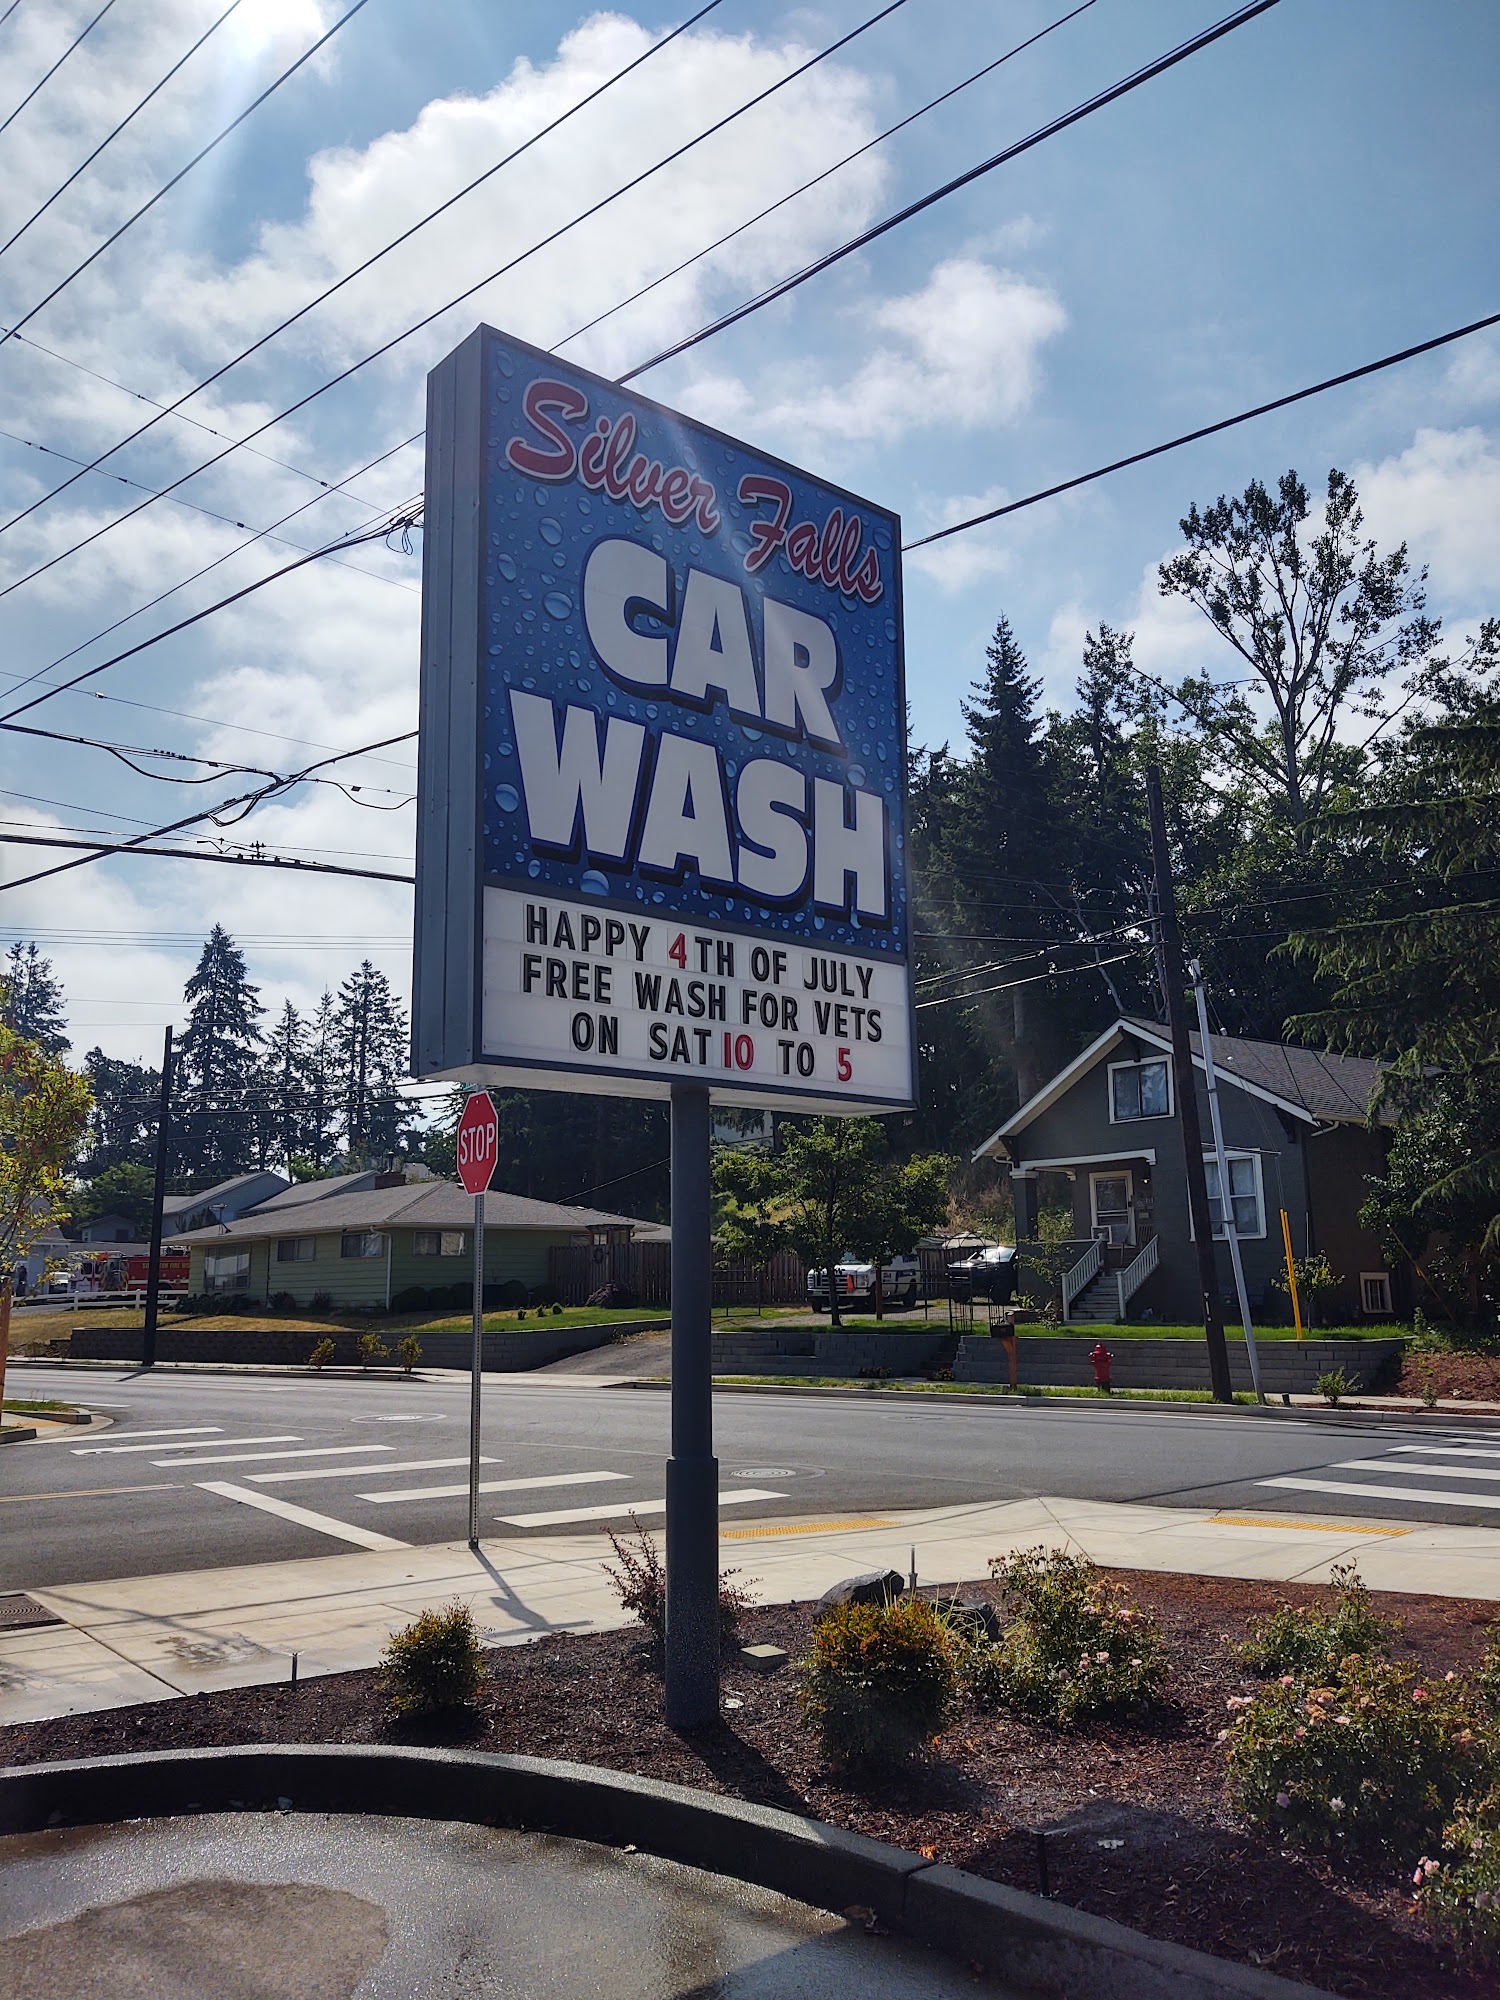 Silver Falls
CAR
WASH
HAPPY 4TH OF JULY
FREE WASH FOR VETS
ON SAT 10 TO 5
STOP